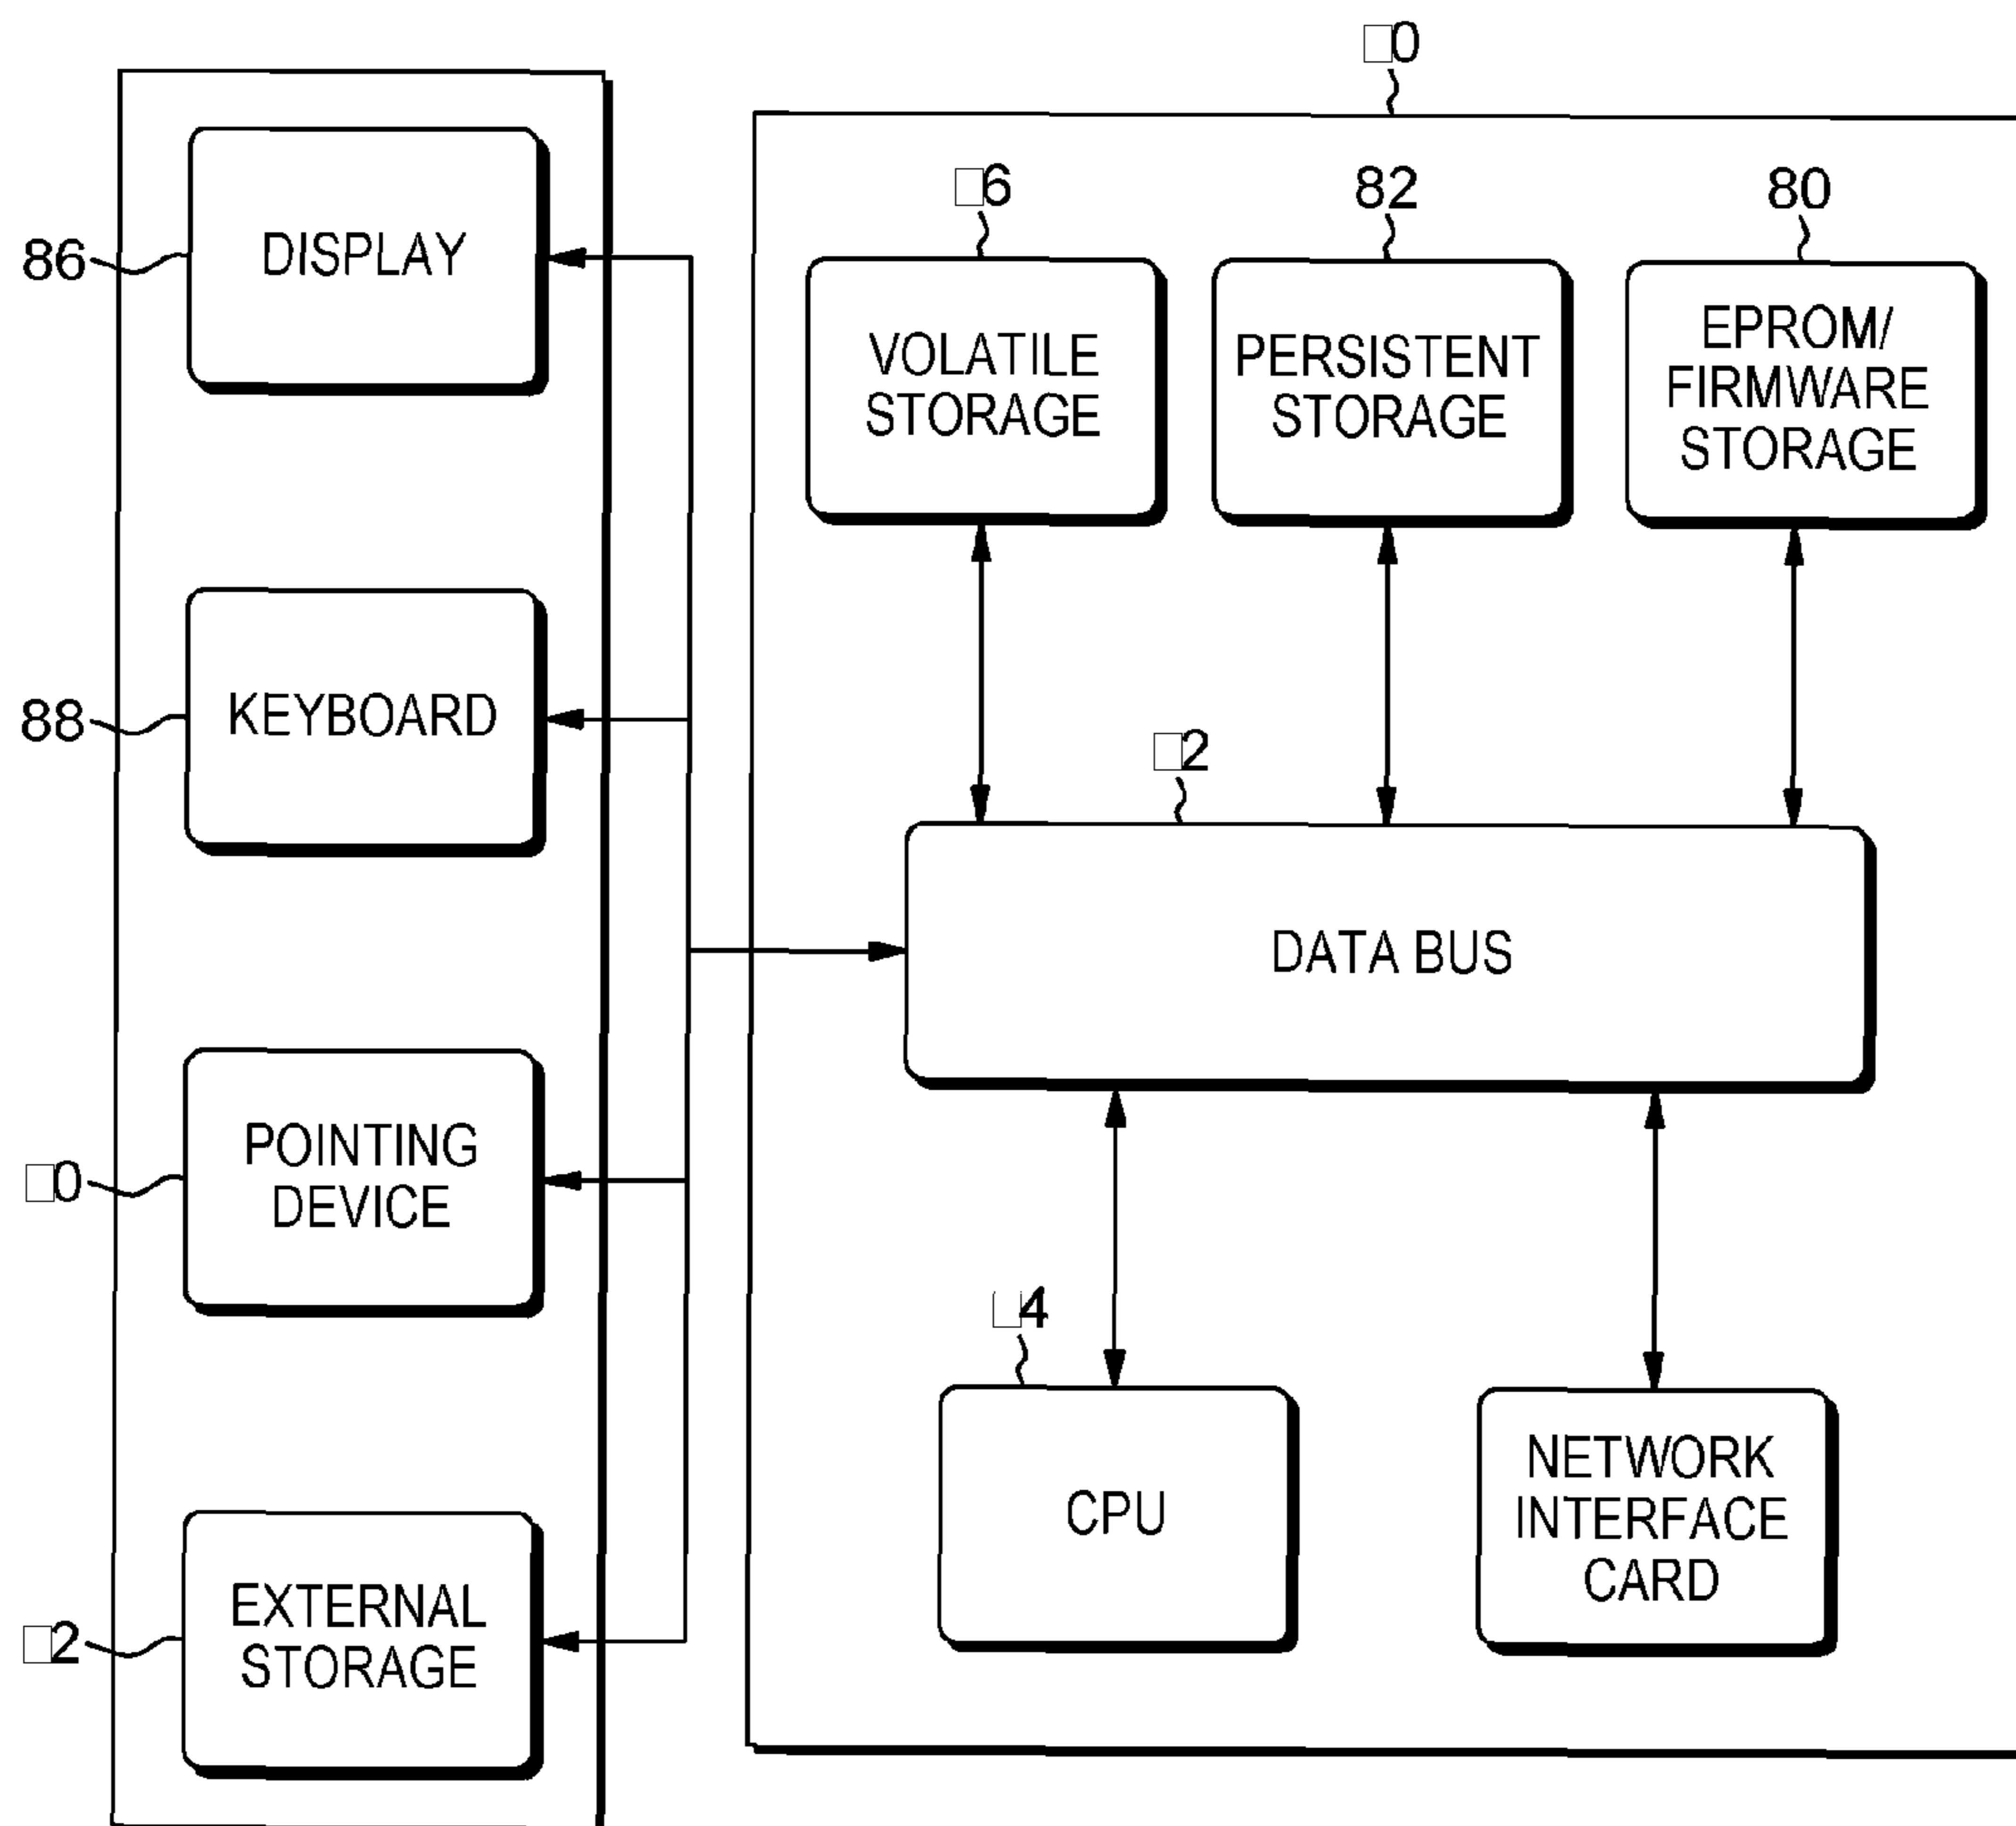 □0
□6
82
80
86
DISPLAY
VOLATILE
STORAGE
PERSISTENT
STORAGE
EPROM/
FIRMWARE
STORAGE
88
KEYBOARD
□2
DATA BUS
□0
POINTING
DEVICE
□4
CPU
NETWORK
INTERFACE
CARD
□2
EXTERNAL
STORAGE